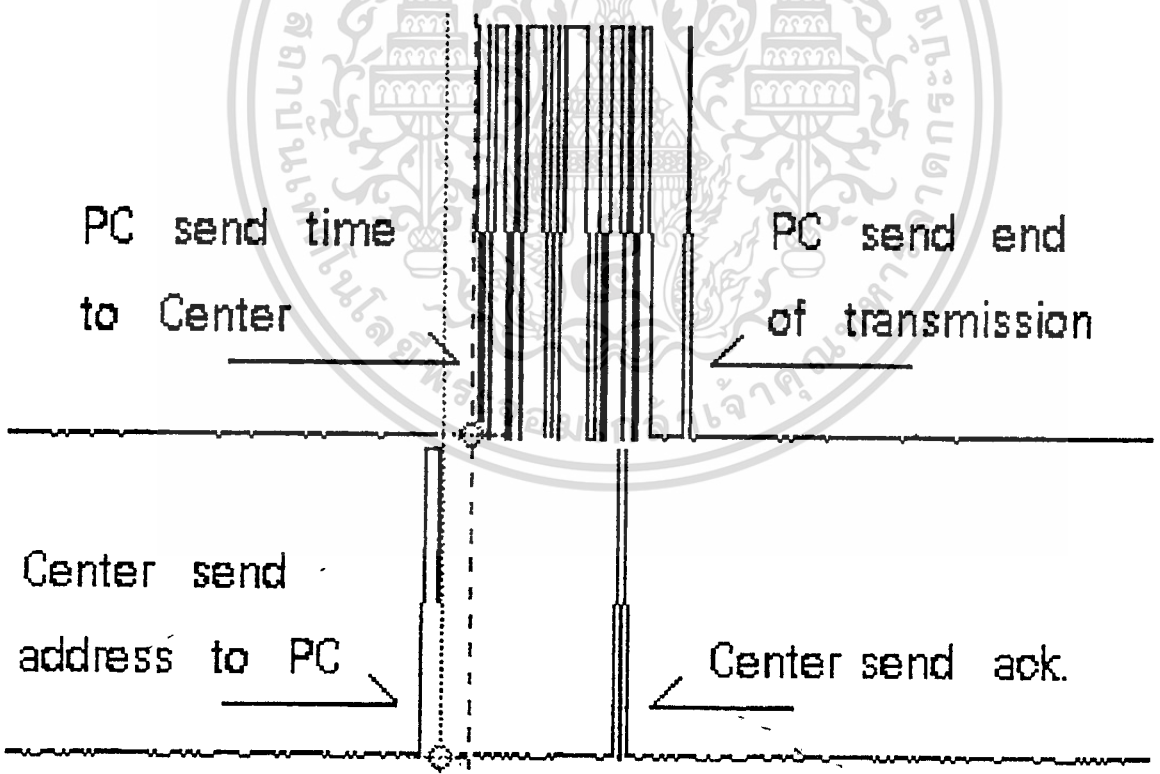 PC send time
to Center
PC send end
of transmission
Center send
address to PC
Center send ack.